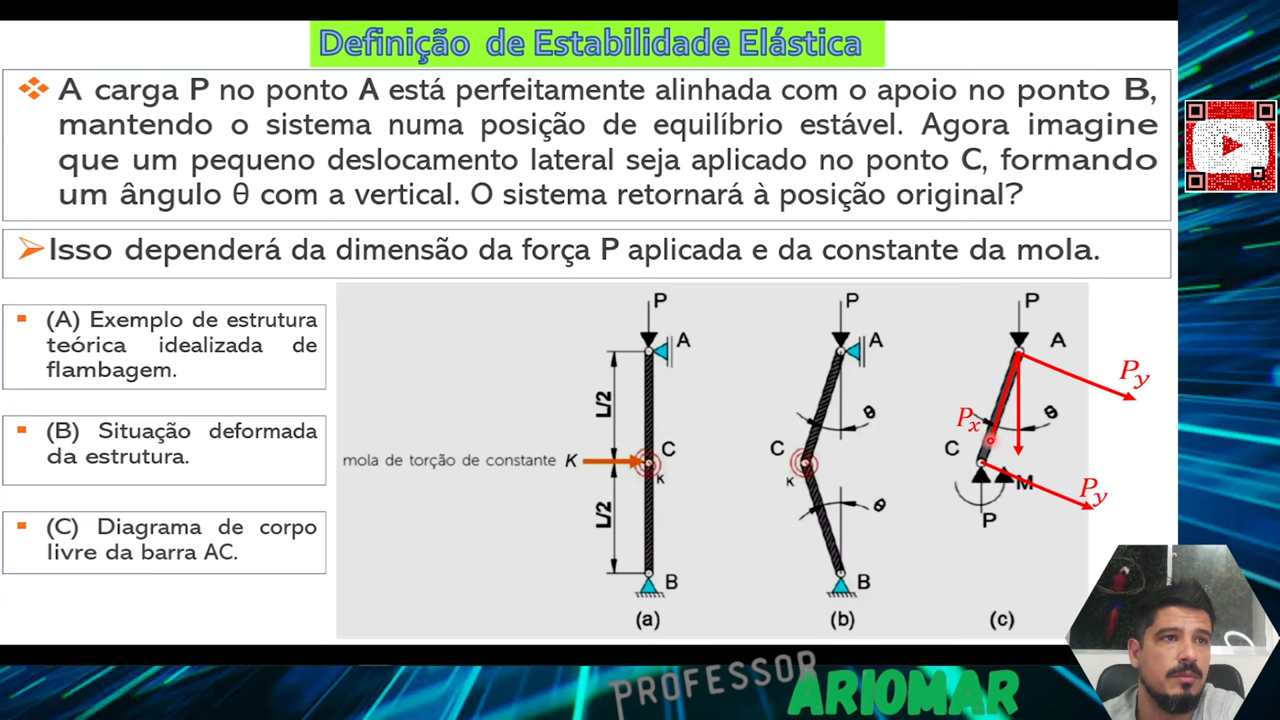 Definição de Estabilidade Elástica
A carga P no ponto A está perfeitamente alinhada com o apoio no ponto B,
mantendo o sistema numa posição de equilíbrio estável. Agora imagine
que um pequeno deslocamento lateral seja aplicado no ponto C, formando
um ângulo θ com a vertical. O sistema retornará à posição original?
Isso dependerá da dimensão da força P aplicada e da constante da mola.
(A) Exemplo de estrutura
teórica idealizada de
flambagem.
(B) Situação deformada
da estrutura.
(C) Diagrama de corpo
livre da barra AC.
P
A
L/2
mola de torção de constante K
C
K
L/2
B
(a)
P
A
θ
C
K
θ
B
(b)
P
A
Py
Px
θ
C
M
Py
P
(c)
PROFESSOR
ARIOMAR